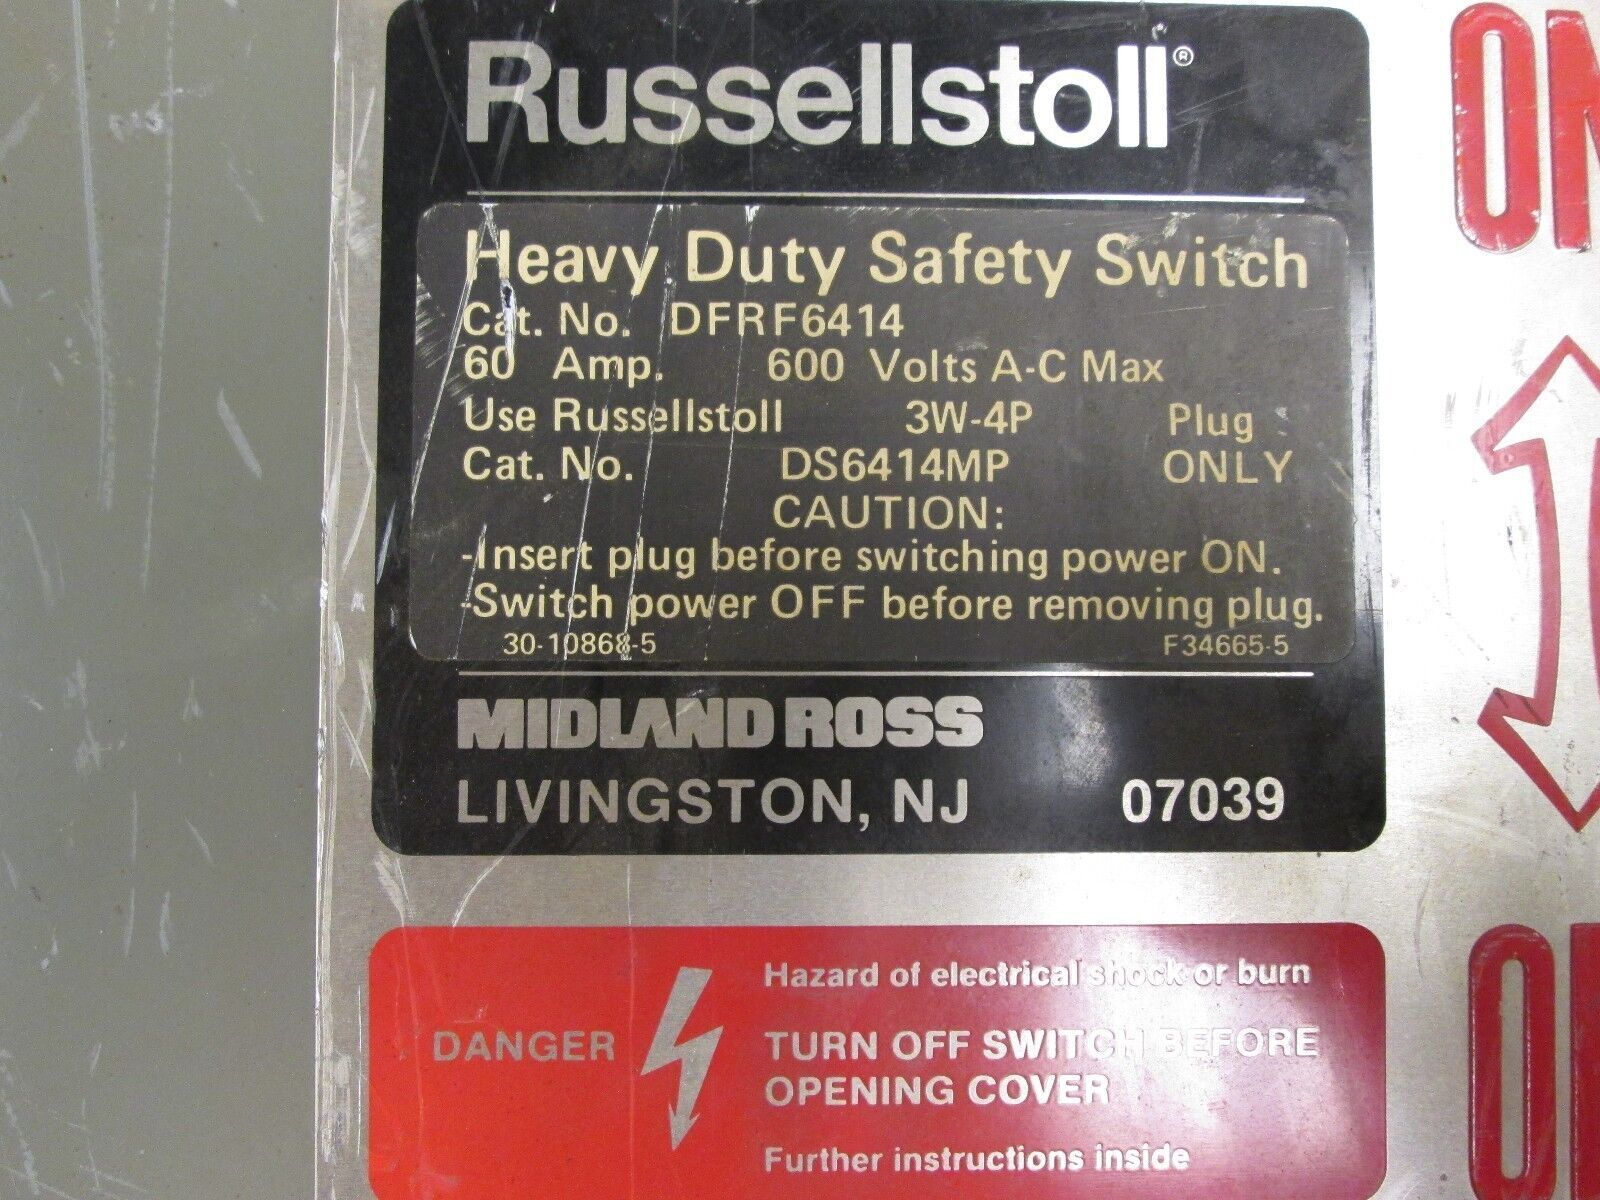 Russellstoll®
Heavy Duty Safety Switch
Cat. No. DFRF6414
60 Amp. 600 Volts A-C Max
Use Russellstoll 3W-4P Plug
Cat. No. DS6414MP ONLY
CAUTION:
-Insert plug before switching power ON.
-Switch power OFF before removing plug.
30-10868-5 F34665-5
MIDLAND ROSS
LIVINGSTON, NJ 07039
ON
DANGER
Hazard of electrical shock or burn
TURN OFF SWITCH BEFORE
OPENING COVER
Further instructions inside